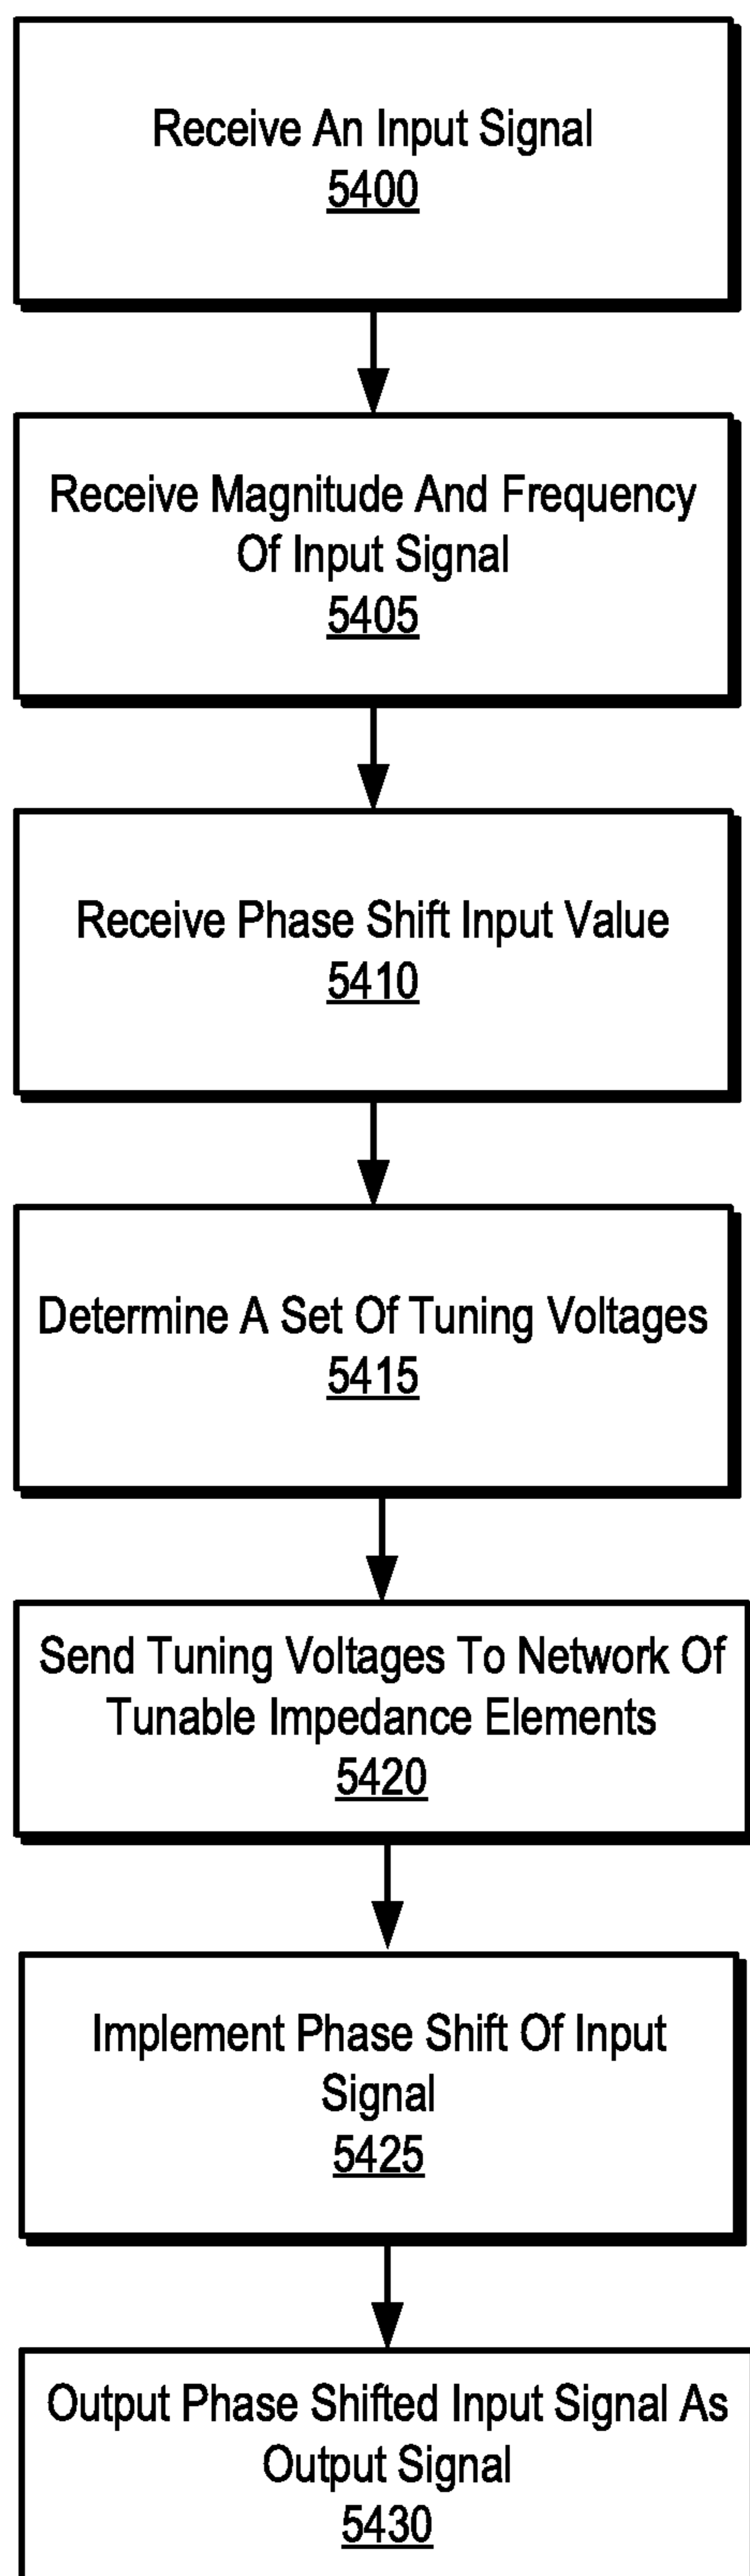 Receive An Input Signal
5400
Receive Magnitude And Frequency
Of Input Signal
5405
Receive Phase Shift Input Value
5410
Determine A Set Of Tuning Voltages
5415
Send Tuning Voltages To Network Of
Tunable Impedance Elements
5420
Implement Phase Shift Of Input
Signal
5425
Output Phase Shifted Input Signal As
Output Signal
5430